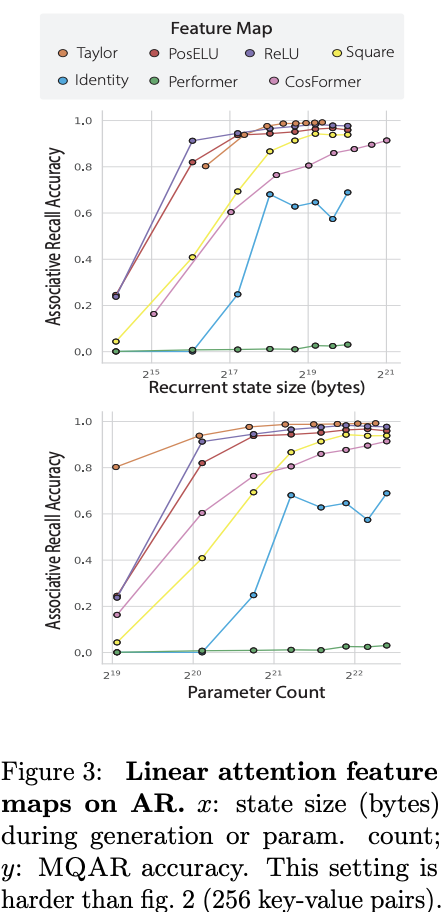 Feature Map
Taylor PosELU ReLU Square
Identity Performer CosFormer
1.0
0.8
0.6
0.4
0.2
0.0
Associative Recall Accuracy
2^15 2^17 2^19 2^21
Recurrent state size (bytes)
1.0
0.8
0.6
0.4
0.2
0.0
Associative Recall Accuracy
2^19 2^20 2^21 2^22
Parameter Count
Figure 3: Linear attention feature
maps on AR. x: state size (bytes)
during generation or param. count;
y: MQAR accuracy. This setting is
harder than fig. 2 (256 key-value pairs).